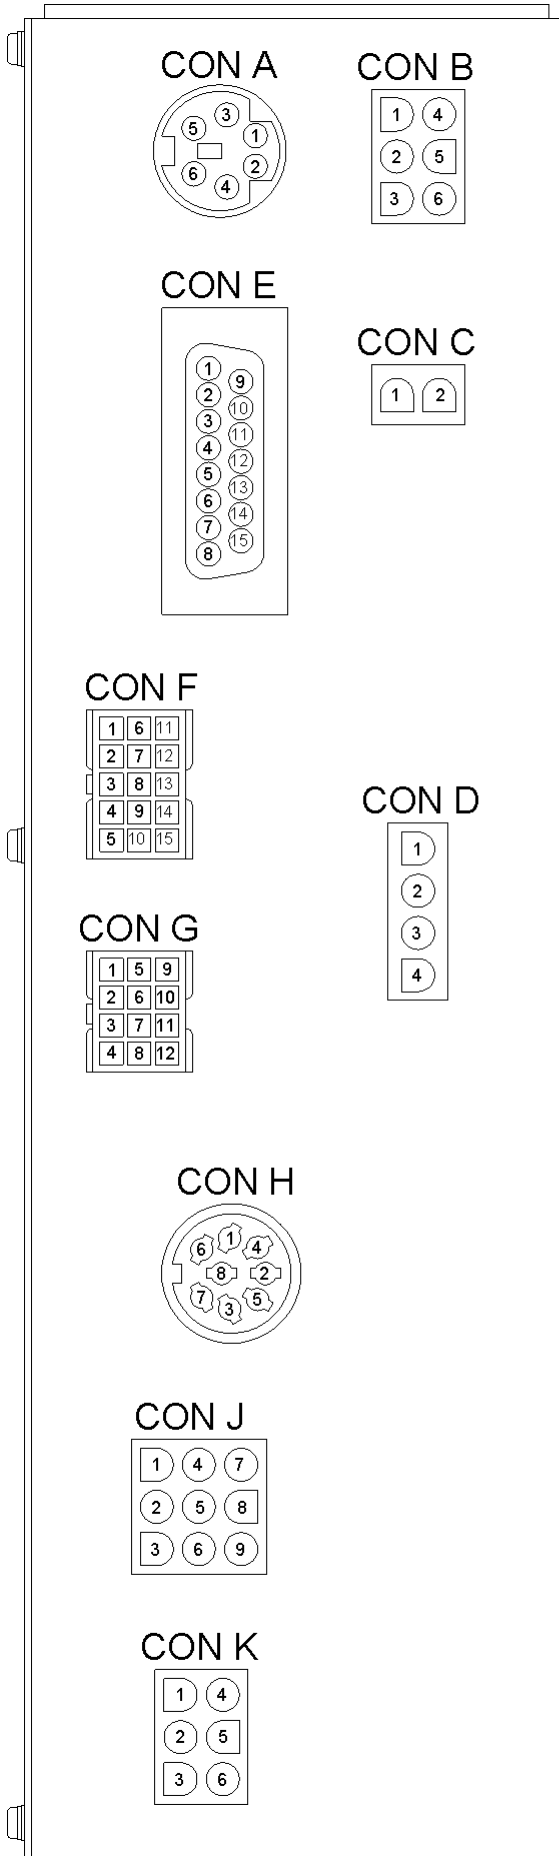 CON A
3
5
1
6
2
4
CON B
1 4
2 5
3 6
CON E
1
9
2
10
3
11
4
12
5
13
6
14
7
15
8
CON C
1 2
CON F
1 6 11
2 7 12
3 8 13
4 9 14
5 10 15
CON D
1
2
3
4
CON G
1 5 9
2 6 10
3 7 11
4 8 12
CON H
1
6 4
8 2
7 5
3
CON J
1 4 7
2 5 8
3 6 9
CON K
1 4
2 5
3 6